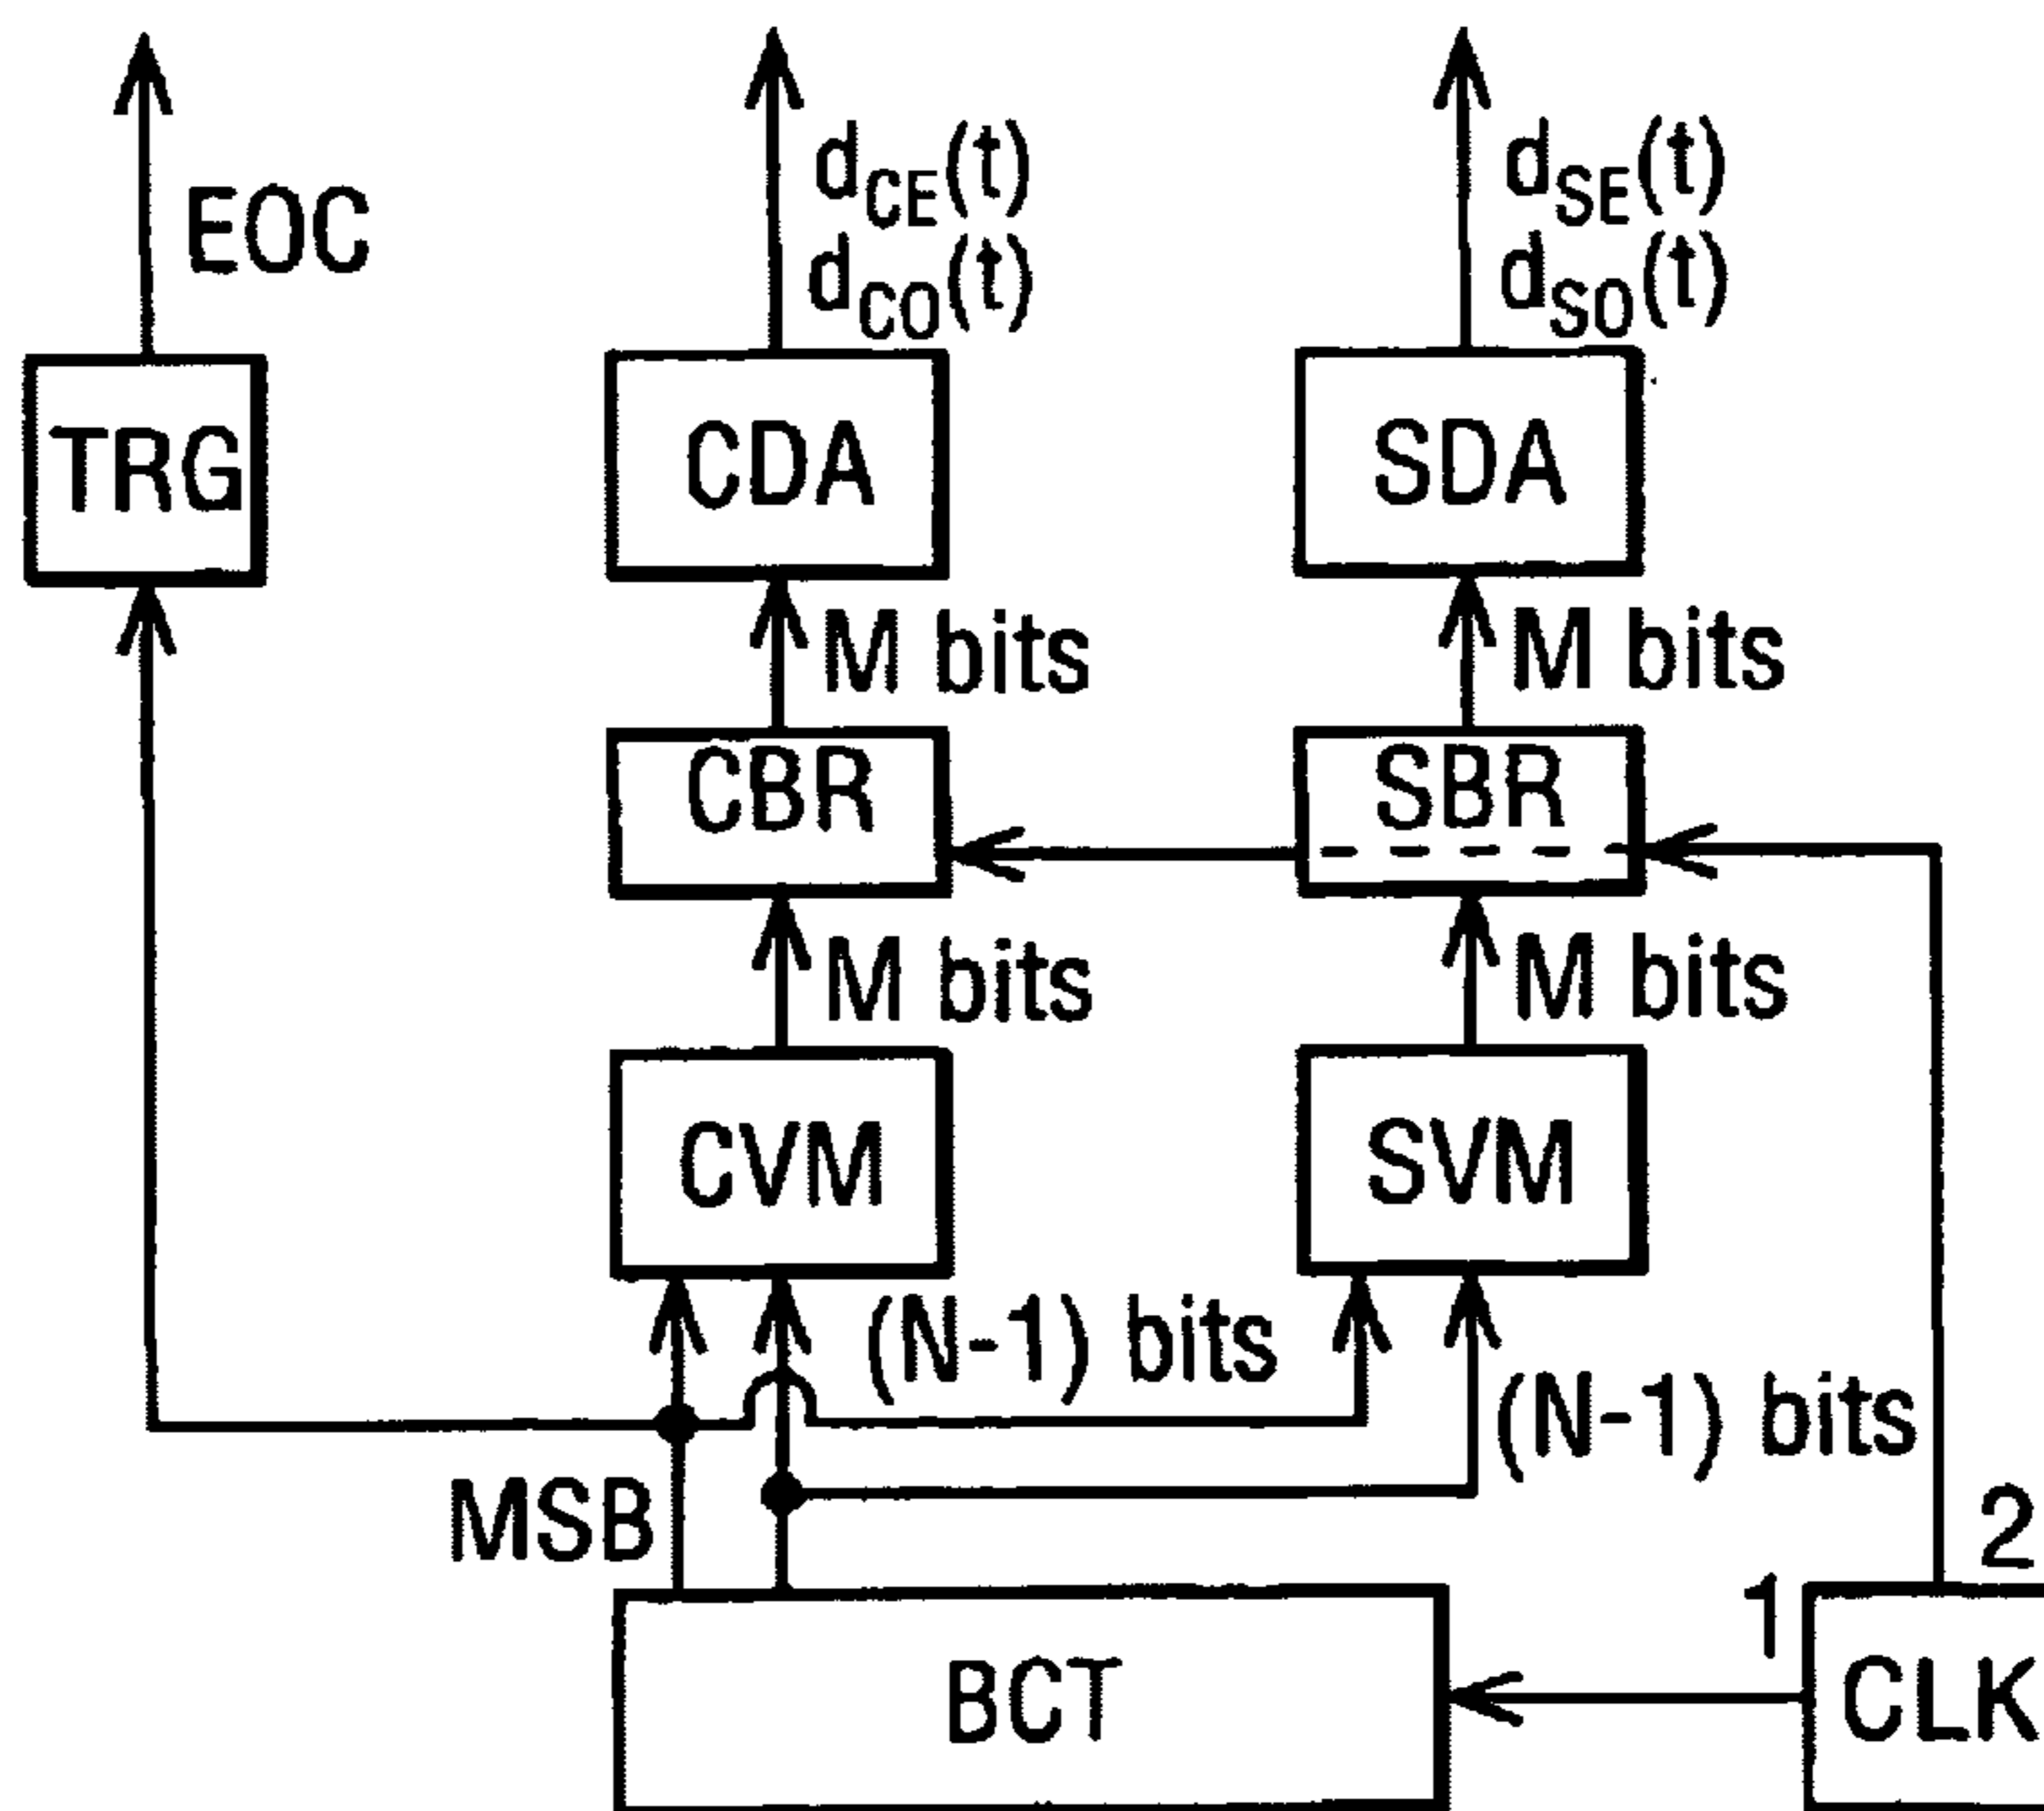 EOC
d_CE(t)
d_CO(t)
d_SE(t)
d_SO(t)
TRG
CDA
SDA
M bits
M bits
CBR
SBR
M bits
M bits
CVM
SVM
(N-1) bits
(N-1) bits
MSB
1
2
BCT
CLK